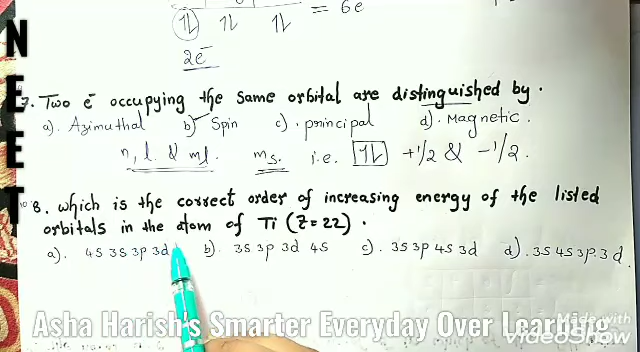 ⇅ ⇅ ⇅ = 6e
2e̅
7. Two e̅ occupying the same orbital are distinguished by .
a). Azimuthal b) Spin c). principal d). Magnetic.
n, l. & ml ms. i.e. 1L +1/2 & -1/2.
8. which is the correct order of increasing energy of the listed
orbitals in the atom of Ti (Z=22) .
a). 4s 3s 3p 3d b). 3s 3p 3d 4s c). 3s 3p 4s 3d d). 3s 4s 3p 3d.
NEET
Asha Harish's Smarter Everyday Over Learning
Made with
VideoShow